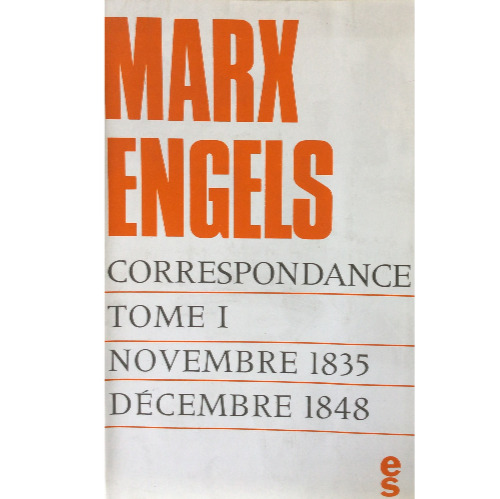 MARX
ENGELS
CORRESPONDANCE
TOME I
NOVEMBRE 1835
DÉCEMBRE 1848
es